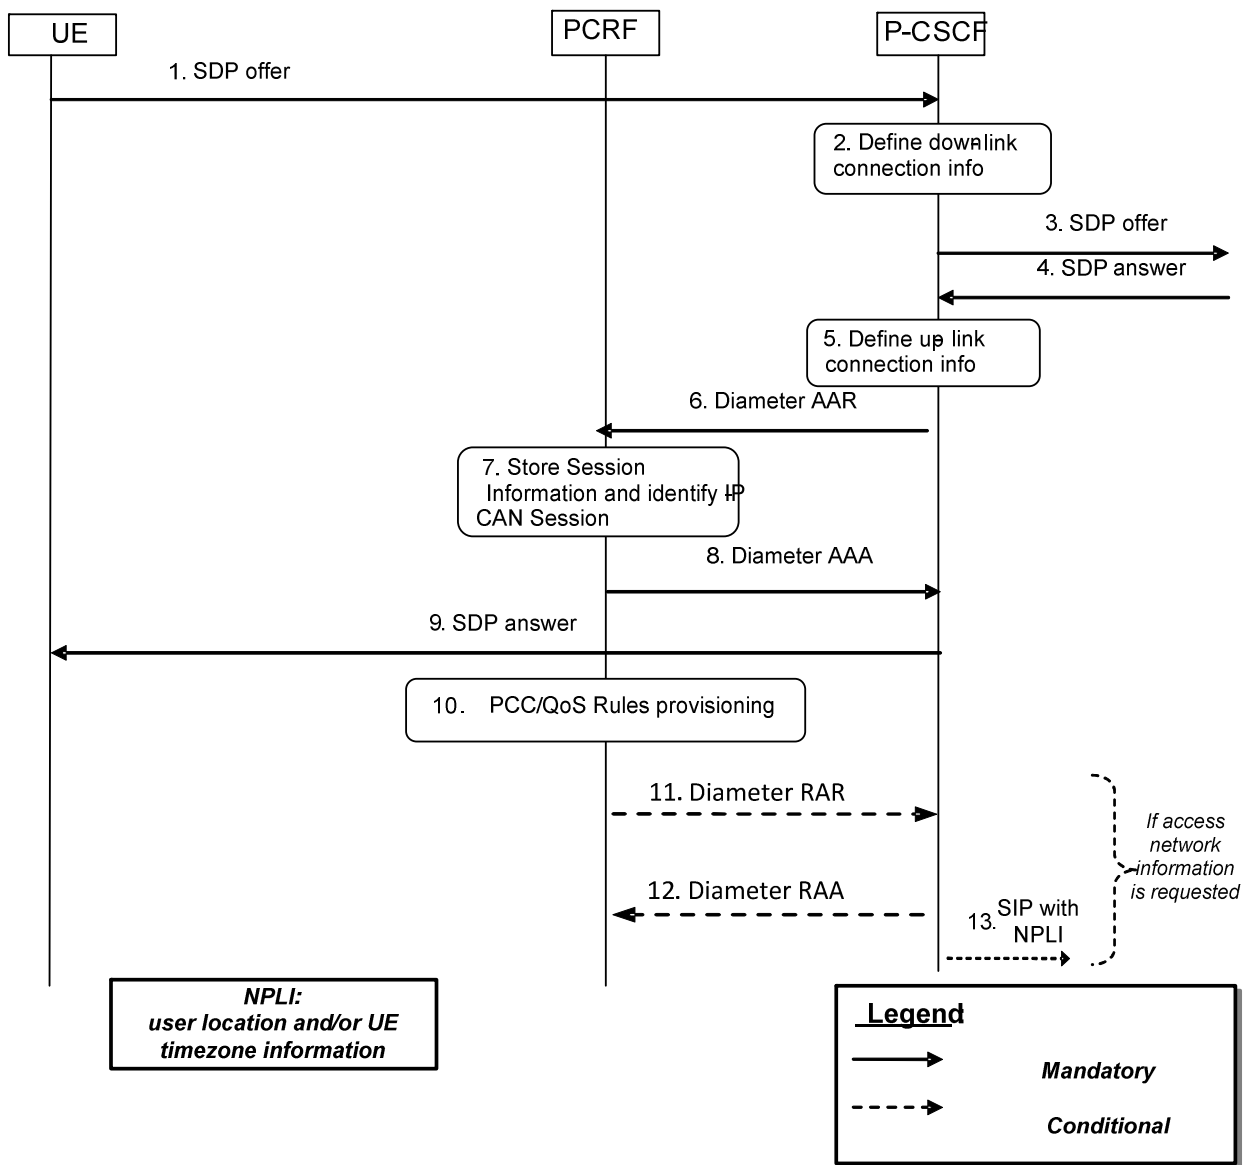 UE
PCRF
P-CSCF
1. SDP offer
2. Define down-link
connection info
3. SDP offer
4. SDP answer
5. Define up- link
connection info
6. Diameter AAR
7. Store Session
Information and identify IP-
CAN Session
8. Diameter AAA
9. SDP answer
10. PCC/QoS Rules provisioning
11. Diameter RAR
If access
network
information
is requested
12. Diameter RAA
13. SIP with
NPLI
NPLI:
user location and/or UE
timezone information
Legend:
Mandatory
Conditional